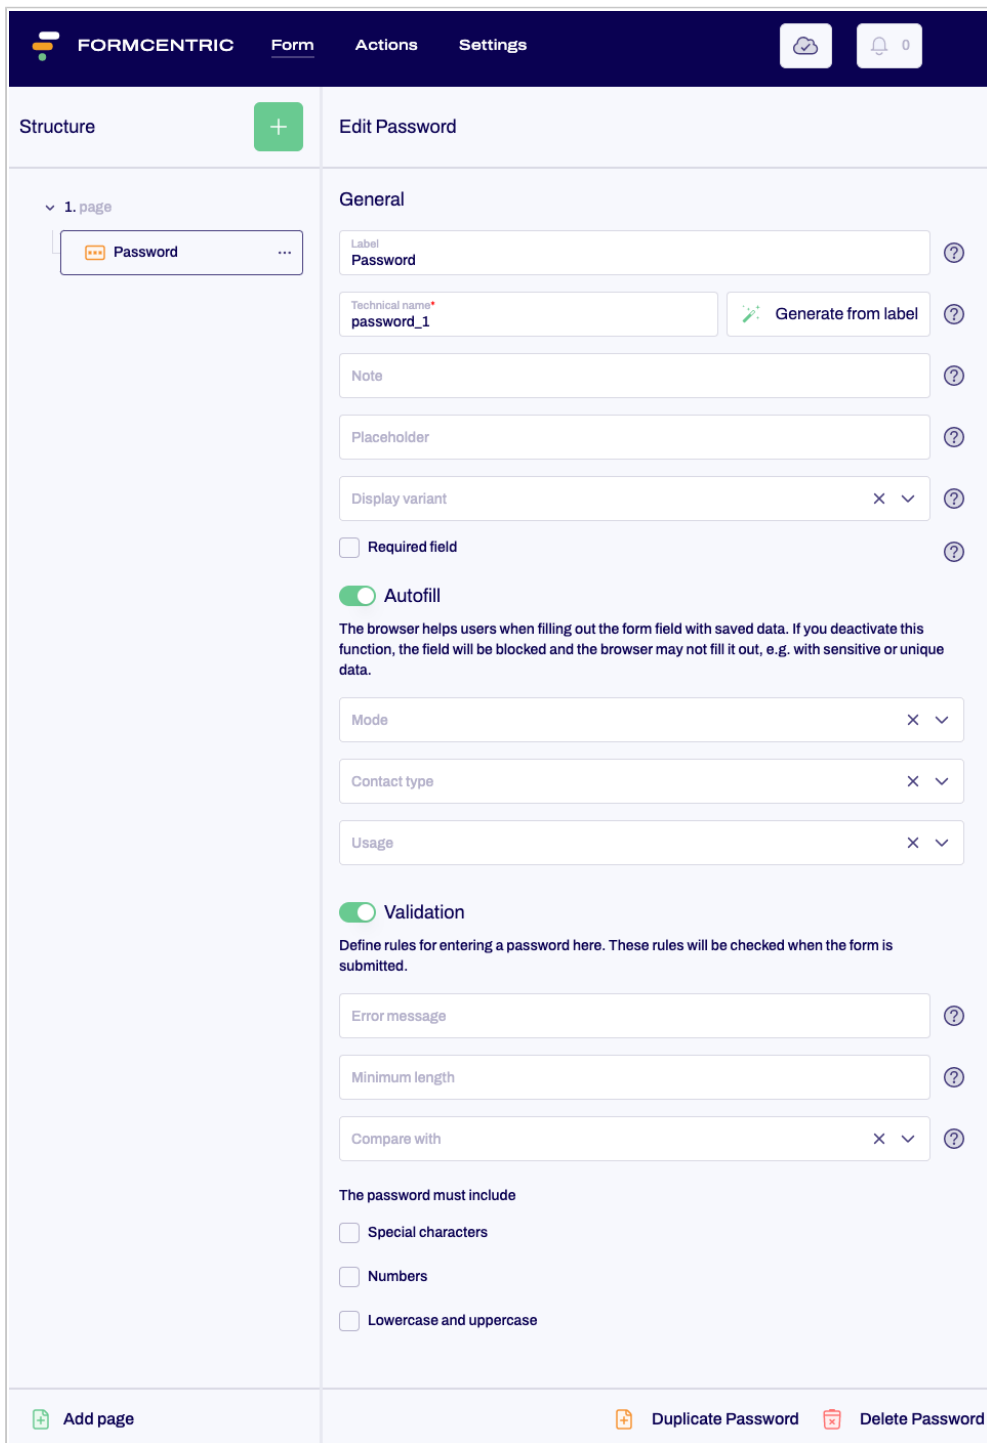 FORMCENTRIC Form Actions Settings 0
Structure
Edit Password
1. page
Password
General
Label
Password
Technical name*
password_1
Generate from label
Note
Placeholder
Display variant
Required field
Autofill
The browser helps users when filling out the form field with saved data. If you deactivate this
function, the field will be blocked and the browser may not fill it out, e.g. with sensitive or unique
data.
Mode
Contact type
Usage
Validation
Define rules for entering a password here. These rules will be checked when the form is
submitted.
Error message
Minimum length
Compare with
The password must include
Special characters
Numbers
Lowercase and uppercase
Add page
Duplicate Password
Delete Password